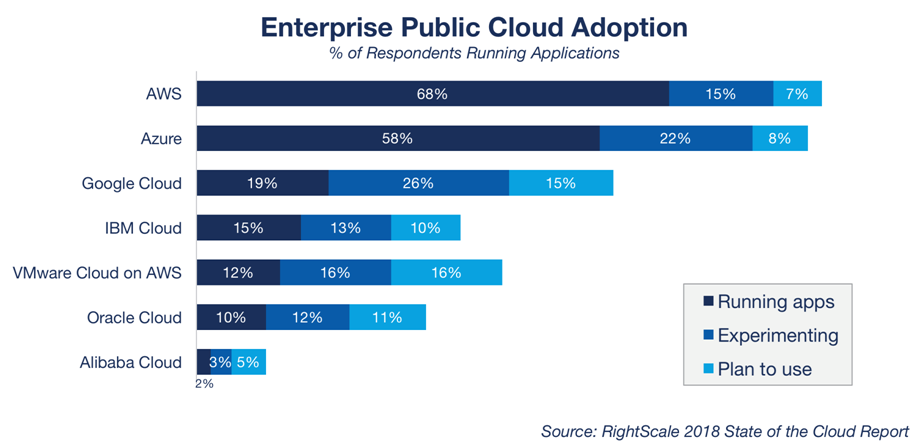 Enterprise Public Cloud Adoption
% of Respondents Running Applications
AWS 68% 15% 7%
Azure 58% 22% 8%
Google Cloud 19% 26% 15%
IBM Cloud 15% 13% 10%
VMware Cloud on AWS 12% 16% 16%
Oracle Cloud 10% 12% 11%
Alibaba Cloud 3% 5%
2%
Running apps
Experimenting
Plan to use
Source: RightScale 2018 State of the Cloud Report